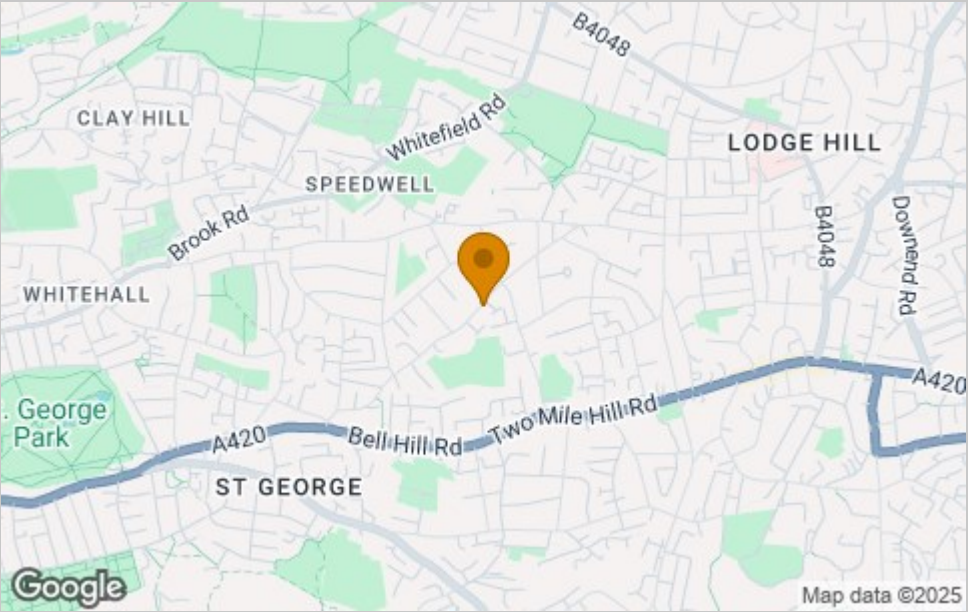 B4048
CLAY HILL
Whitefield Rd
LODGE HILL
SPEEDWELL
Brook Rd
B4048
Downend Rd
WHITEHALL
A420
. George
Park
A420
Bell Hill Rd
Two Mile Hill Rd
ST GEORGE
Google
Map data ©2025